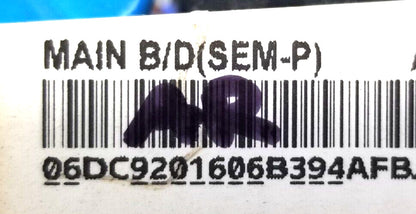 MAIN B/D(SEM-P)
AR
06DC9201606B394AFB